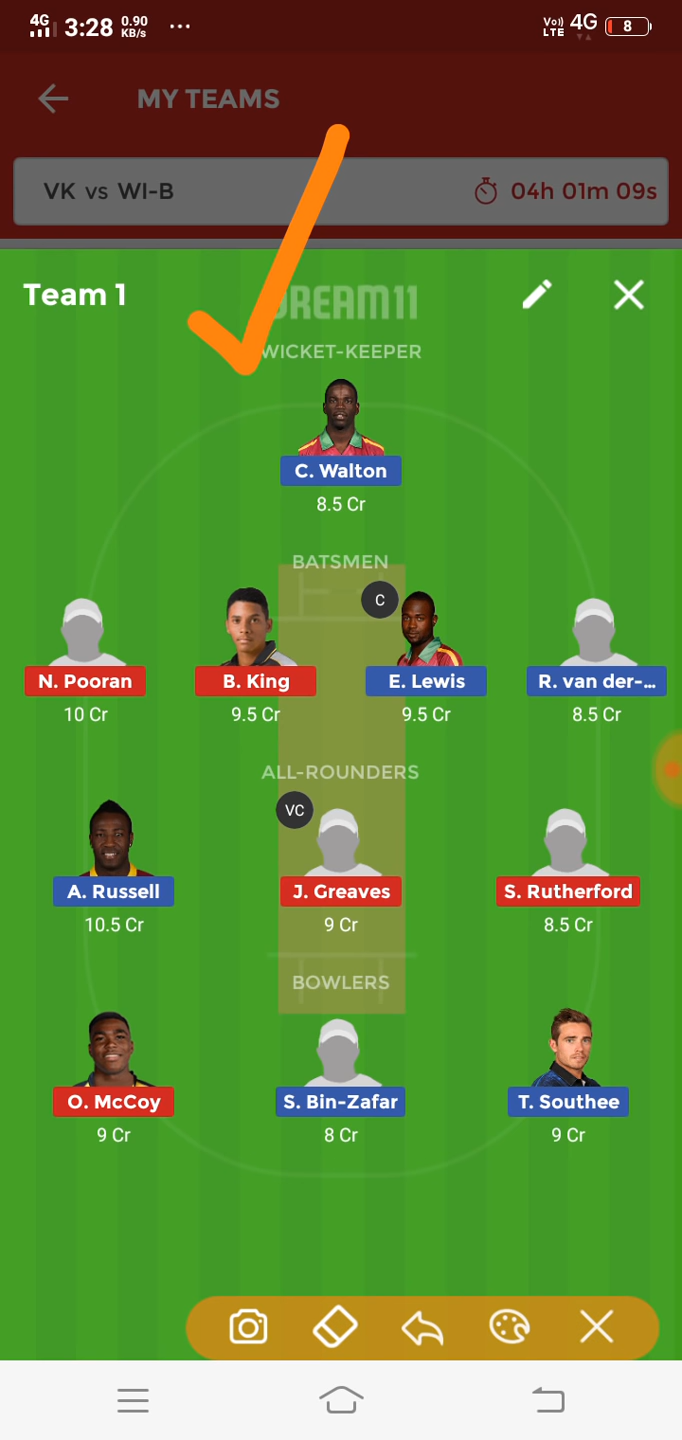 4G 3:28 0.90 KB/s ... Vo) LTE 4G 8
MY TEAMS
VK vs WI-B 04h 01m 09s
Team 1
DREAM11
WICKET-KEEPER
C. Walton
8.5 Cr
BATSMEN
C
N. Pooran B. King E. Lewis R. van der-...
10 Cr 9.5 Cr 9.5 Cr 8.5 Cr
ALL-ROUNDERS
VC
A. Russell J. Greaves S. Rutherford
10.5 Cr 9 Cr 8.5 Cr
BOWLERS
O. McCoy S. Bin-Zafar T. Southee
9 Cr 8 Cr 9 Cr